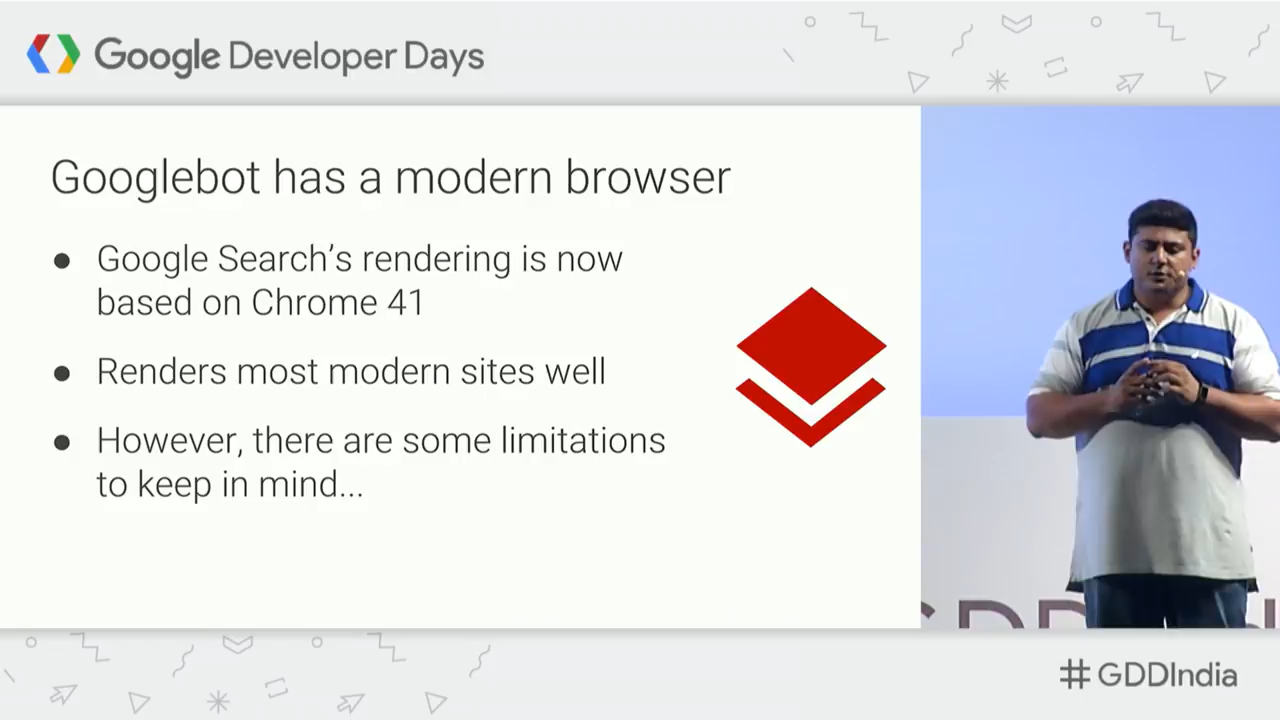 Google Developer Days
Googlebot has a modern browser
● Google Search's rendering is now
based on Chrome 41
● Renders most modern sites well
● However, there are some limitations
to keep in mind...
#GDDIndia